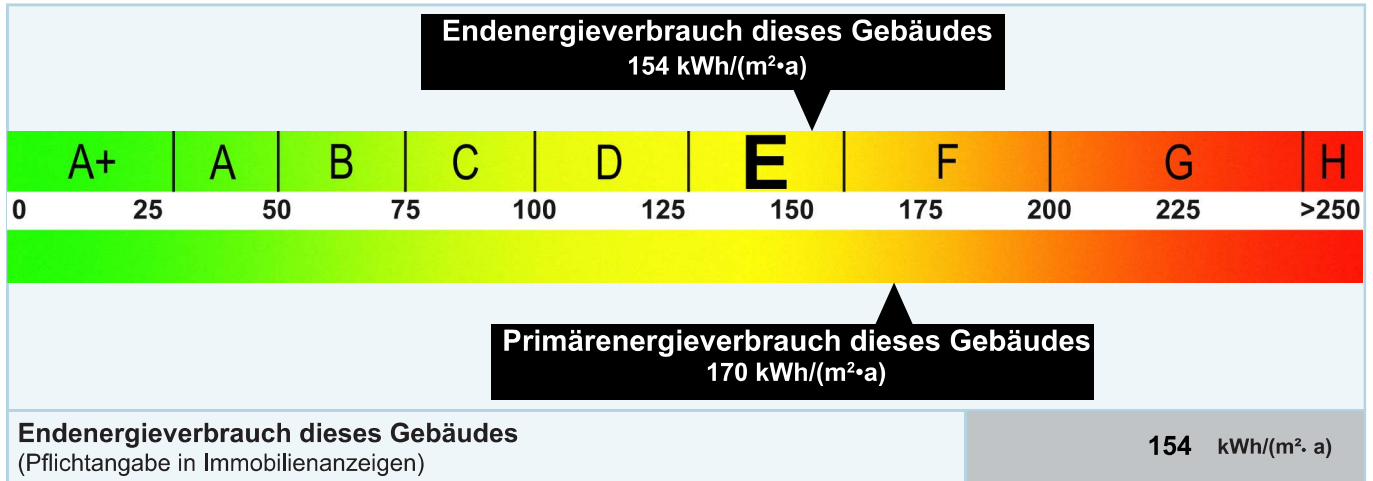 Endenergieverbrauch dieses Gebäudes
154 kWh/(m²•a)
A+ A B C D E F G H
0 25 50 75 100 125 150 175 200 225 >250
Primärenergieverbrauch dieses Gebäudes
170 kWh/(m²•a)
Endenergieverbrauch dieses Gebäudes
(Pflichtangabe in Immobilienanzeigen)
154 kWh/(m²· a)